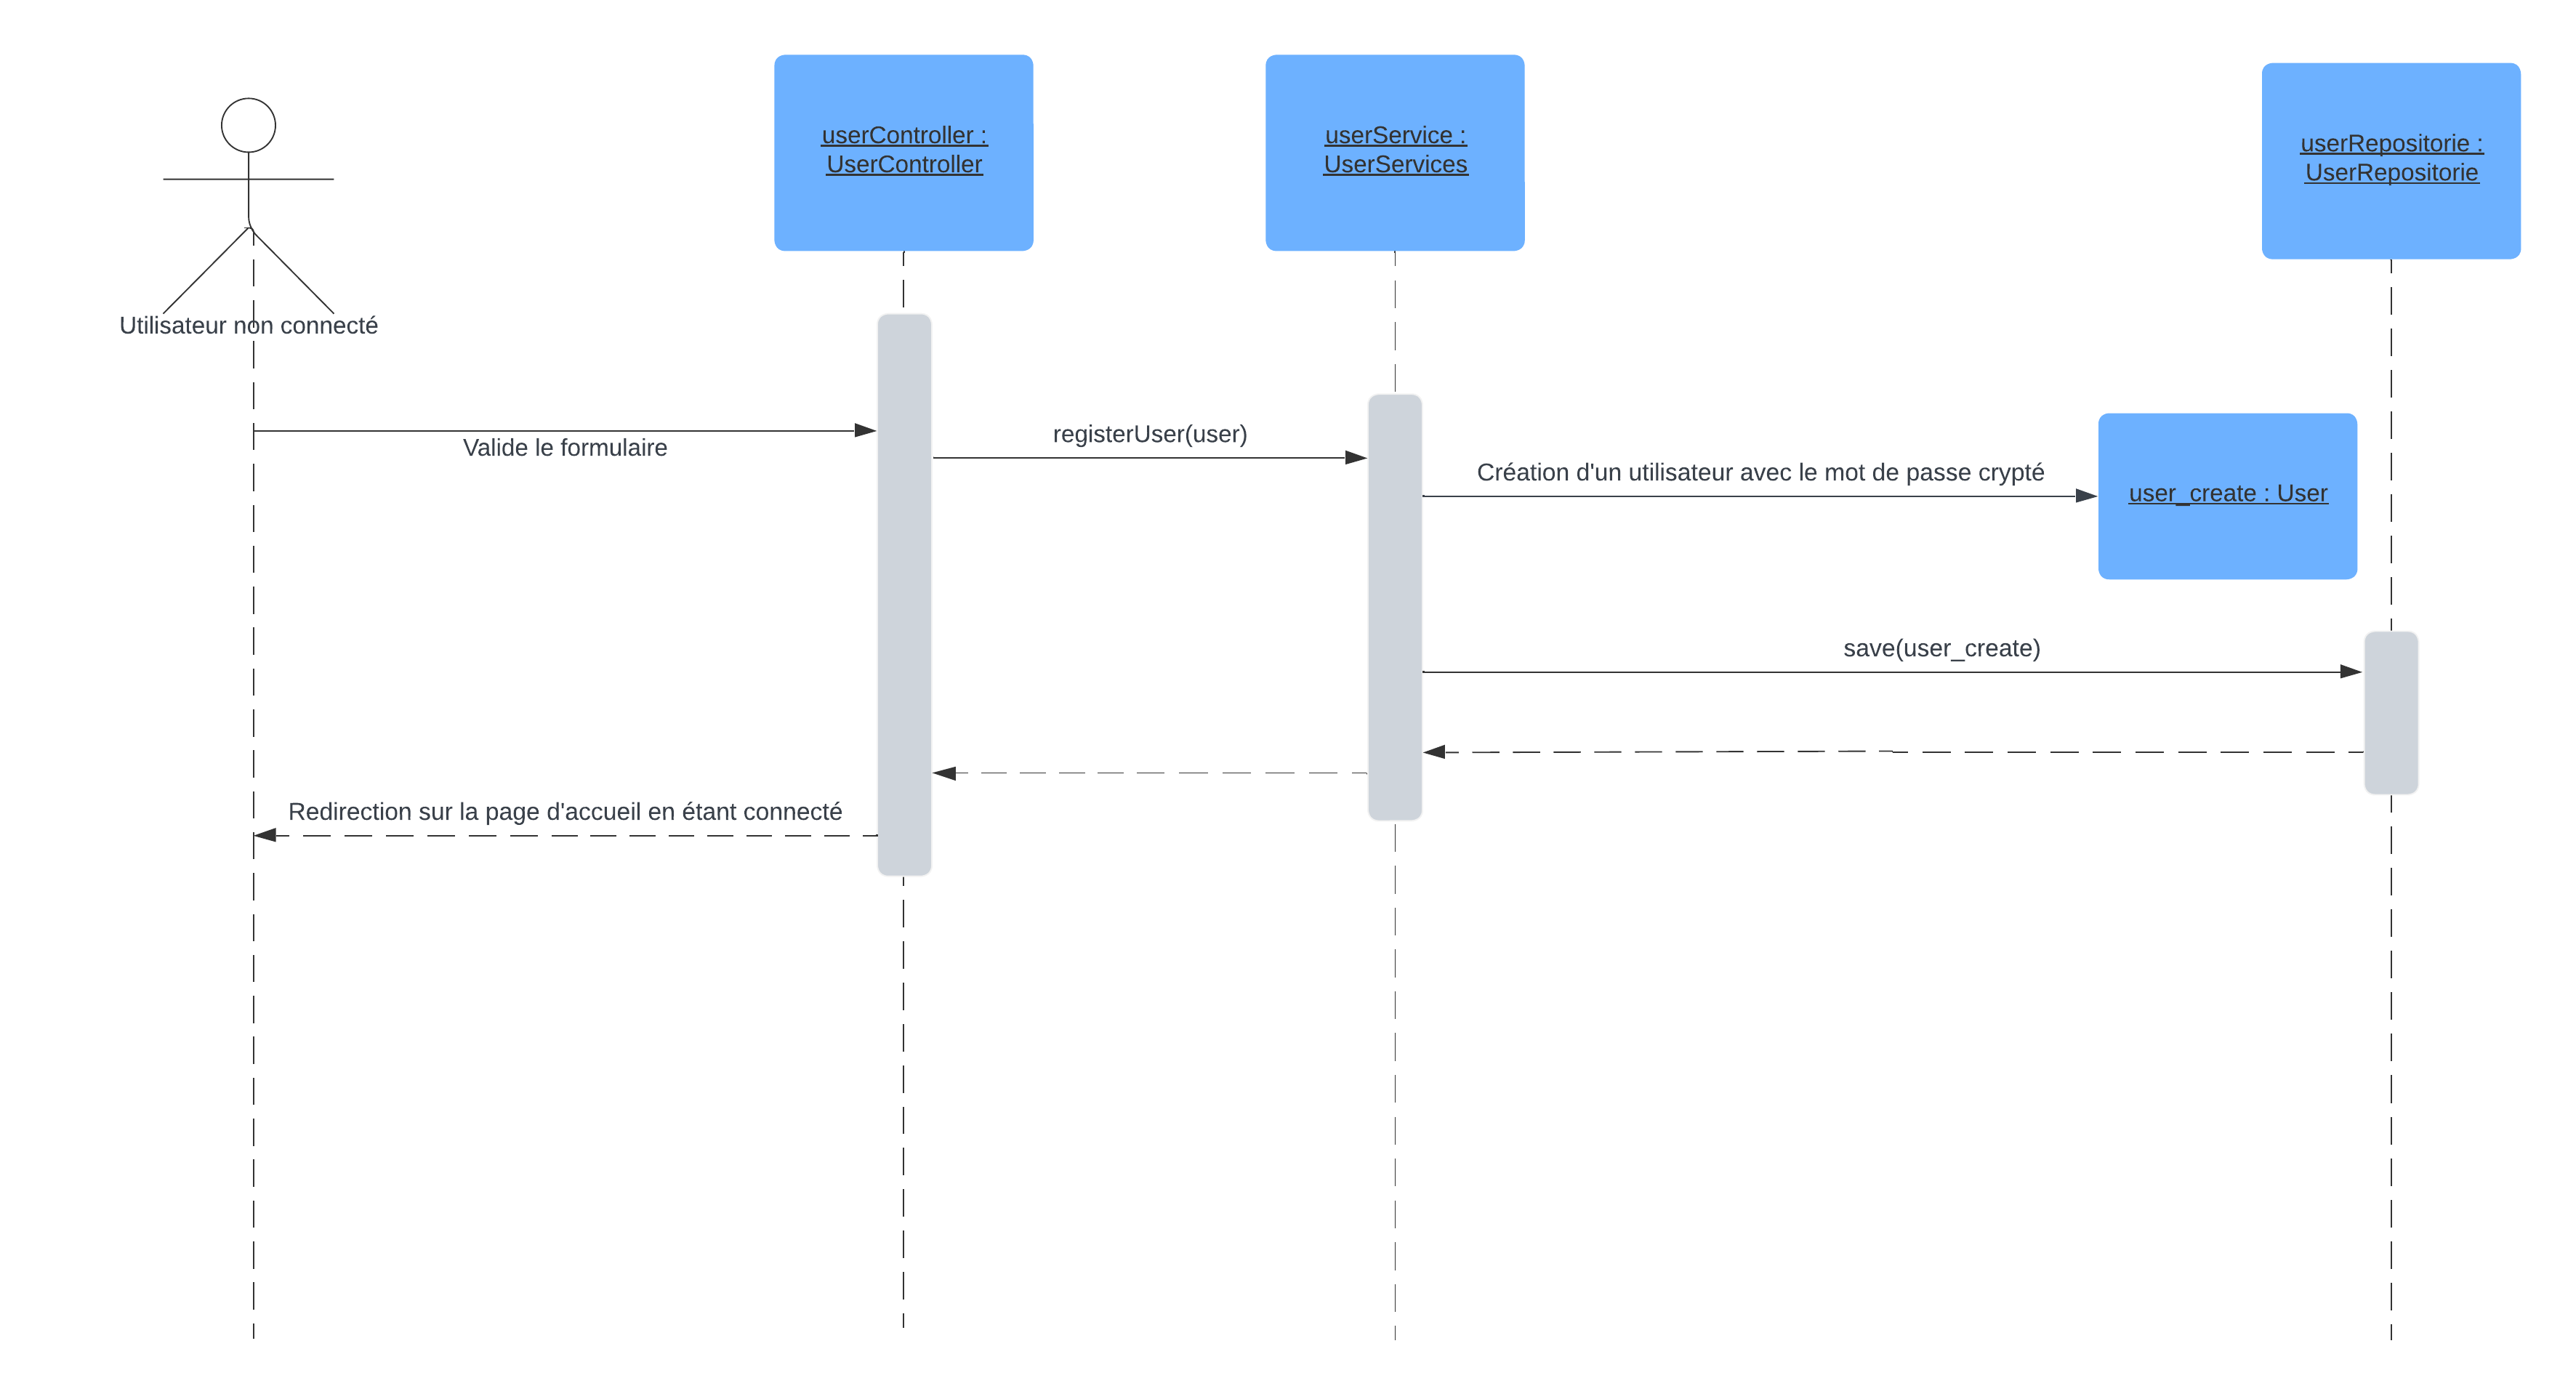 userController :
UserController
userService :
UserServices
userRepositorie :
UserRepositorie
Utilisateur non connecté
Valide le formulaire
registerUser(user)
Création d'un utilisateur avec le mot de passe crypté
user_create : User
save(user_create)
Redirection sur la page d'accueil en étant connecté